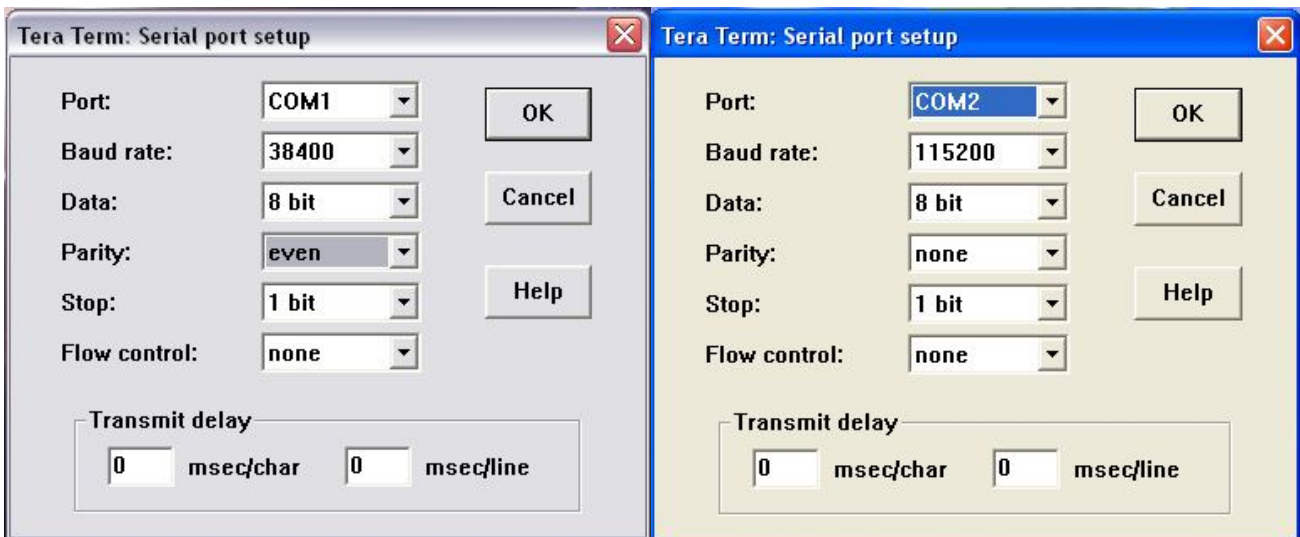 Tera Term: Serial port setup
Port: COM1 OK
Baud rate: 38400
Data: 8 bit Cancel
Parity: even
Stop: 1 bit Help
Flow control: none
Transmit delay
0 msec/char 0 msec/line
Tera Term: Serial port setup
Port: COM2 OK
Baud rate: 115200
Data: 8 bit Cancel
Parity: none
Stop: 1 bit Help
Flow control: none
Transmit delay
0 msec/char 0 msec/line